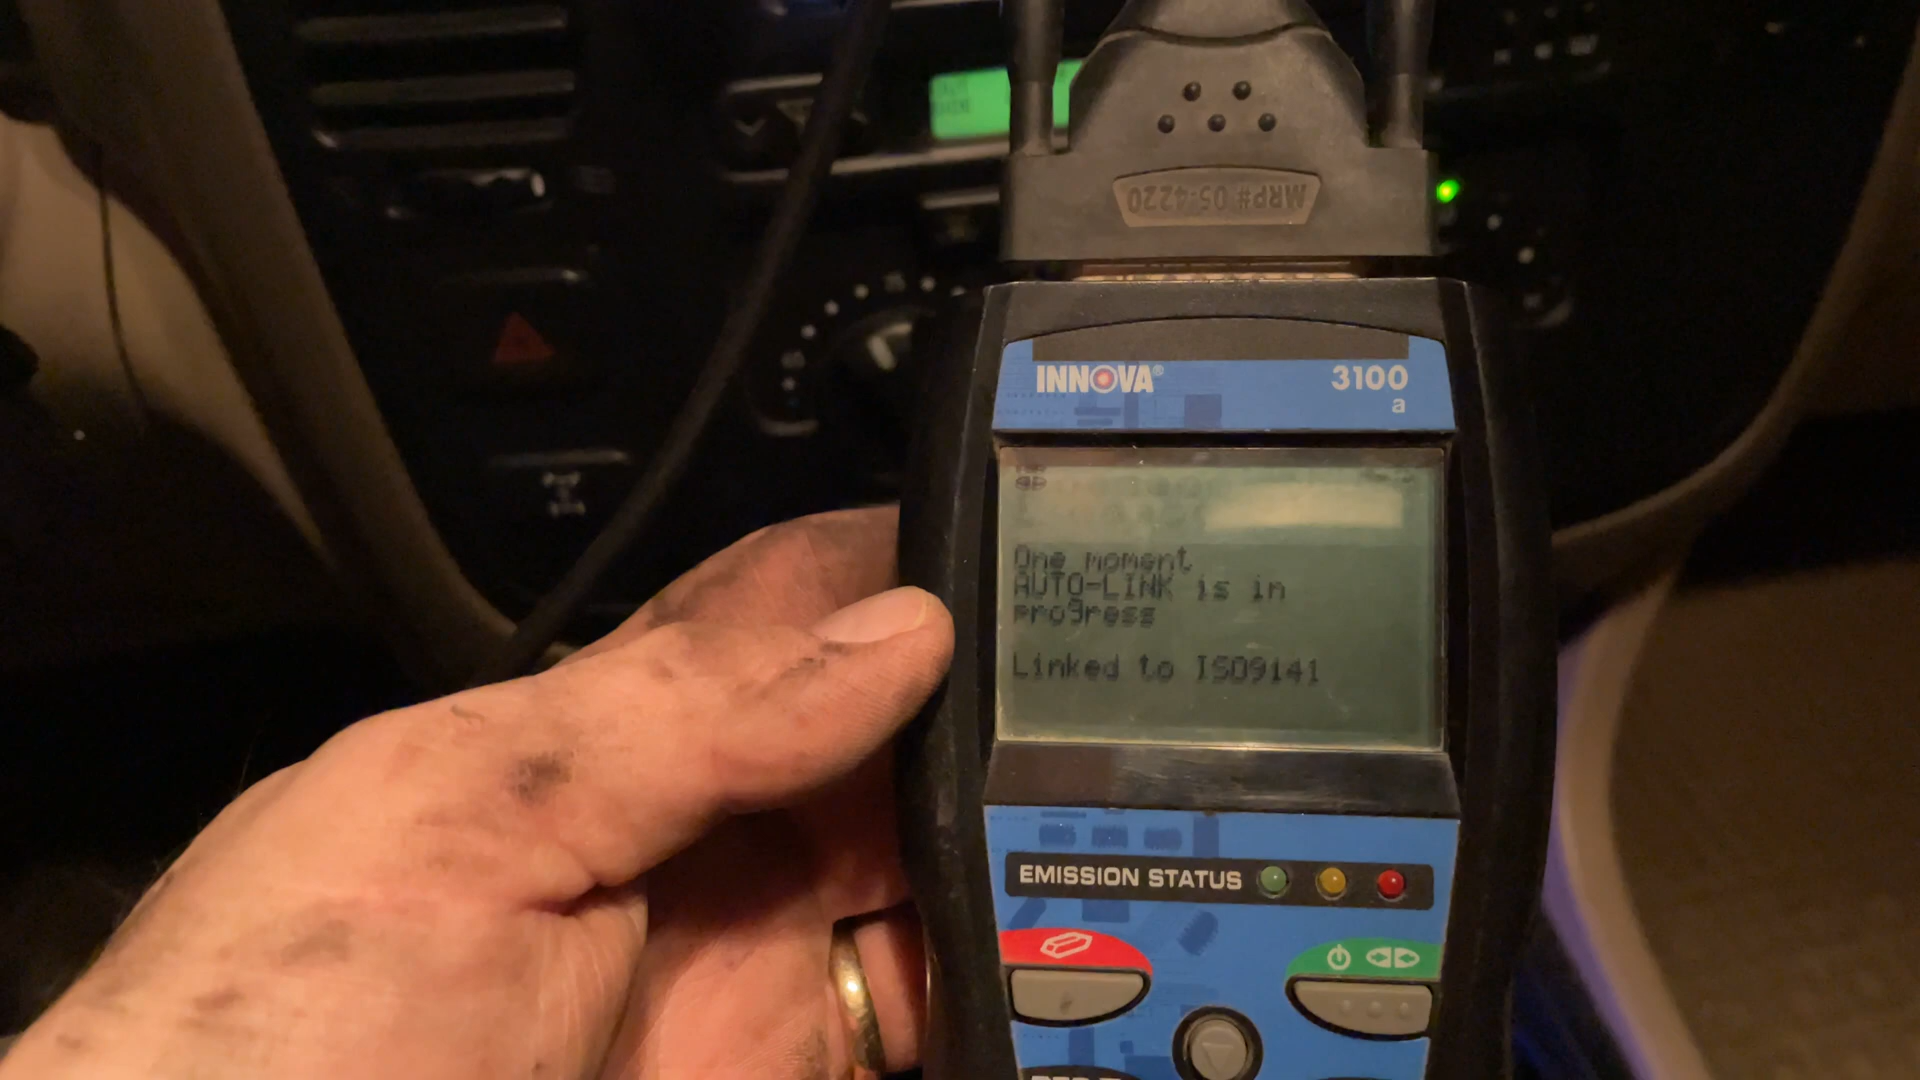 MRP# 05-4220
INNOVA® 3100
a
One moment
AUTO-LINK is in
progress
Linked to ISO9141
EMISSION STATUS